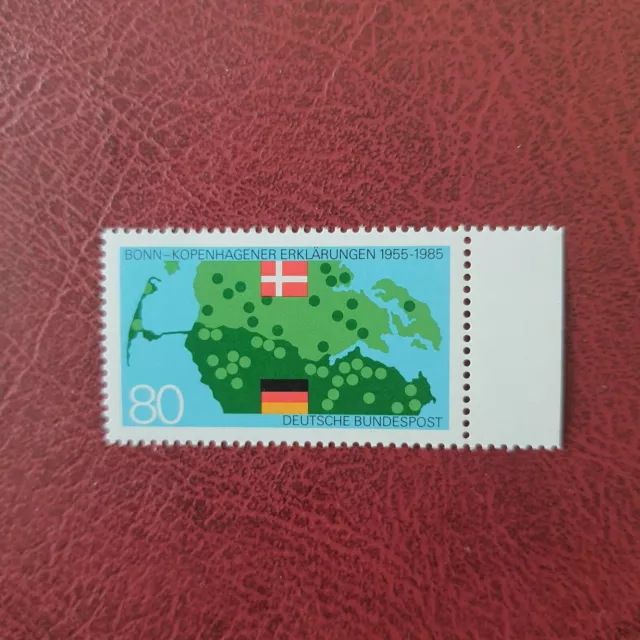 BONN–KOPENHAGENER ERKLÄRUNGEN 1955-1985
80
DEUTSCHE BUNDESPOST